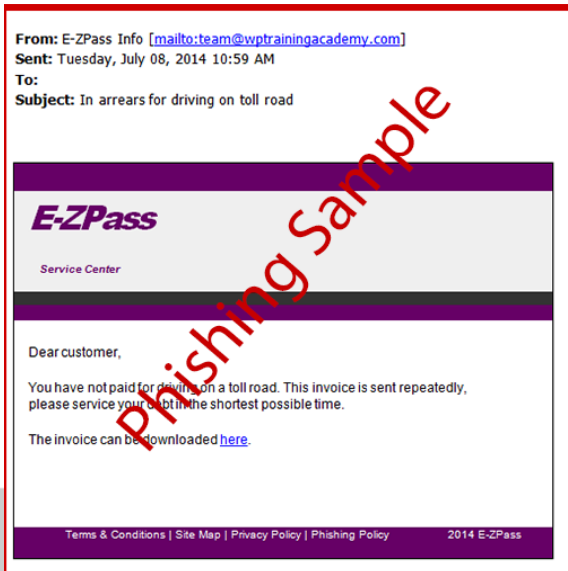 From: E-ZPass Info [mailto:team@wptrainingacademy.com]
Sent: Tuesday, July 08, 2014 10:59 AM
To:
Subject: In arrears for driving on toll road
E-ZPass
Service Center
Phishing Sample
Dear customer,
You have not paid for driving on a toll road. This invoice is sent repeatedly,
please service your debt in the shortest possible time.
The invoice can be downloaded here.
Terms & Conditions | Site Map | Privacy Policy | Phishing Policy 2014 E-ZPass